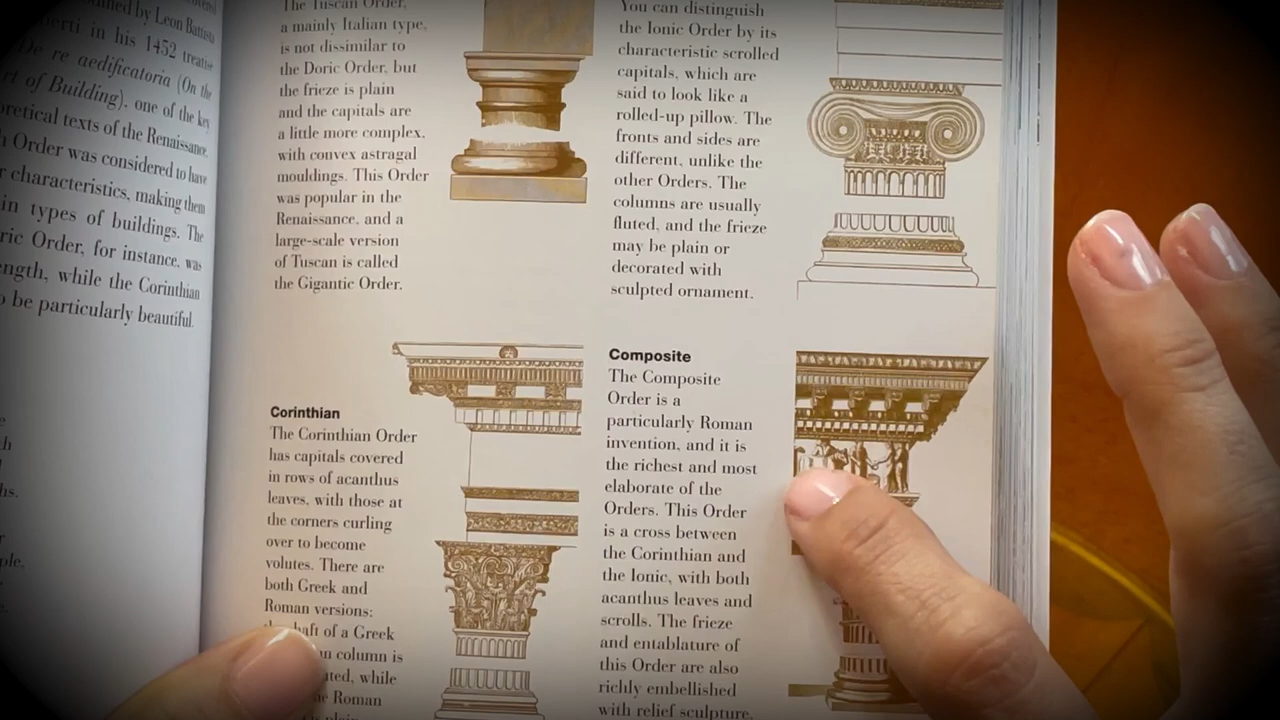 ified by Leon Battista
berti in his 1452 treatise
De re aedificatoria (On the
rt of Building), one of the key
oretical texts of the Renaissance.
h Order was considered to have
r characteristics, making them
in types of buildings. The
ric Order, for instance, was
ength, while the Corinthian
o be particularly beautiful.
The Tuscan Order,
a mainly Italian type,
is not dissimilar to
the Doric Order, but
the frieze is plain
and the capitals are
a little more complex,
with convex astragal
mouldings. This Order
was popular in the
Renaissance, and a
large-scale version
of Tuscan is called
the Gigantic Order.
You can distinguish
the Ionic Order by its
characteristic scrolled
capitals, which are
said to look like a
rolled-up pillow. The
fronts and sides are
different, unlike the
other Orders. The
columns are usually
fluted, and the frieze
may be plain or
decorated with
sculpted ornament.
Corinthian
The Corinthian Order
has capitals covered
in rows of acanthus
leaves, with those at
the corners curling
over to become
volutes. There are
both Greek and
Roman versions:
haft of a Greek
n column is
ted, while
e Roman
Composite
The Composite
Order is a
particularly Roman
invention, and it is
the richest and most
elaborate of the
Orders. This Order
is a cross between
the Corinthian and
the Ionic, with both
acanthus leaves and
scrolls. The frieze
and entablature of
this Order are also
richly embellished
with relief sculpture.